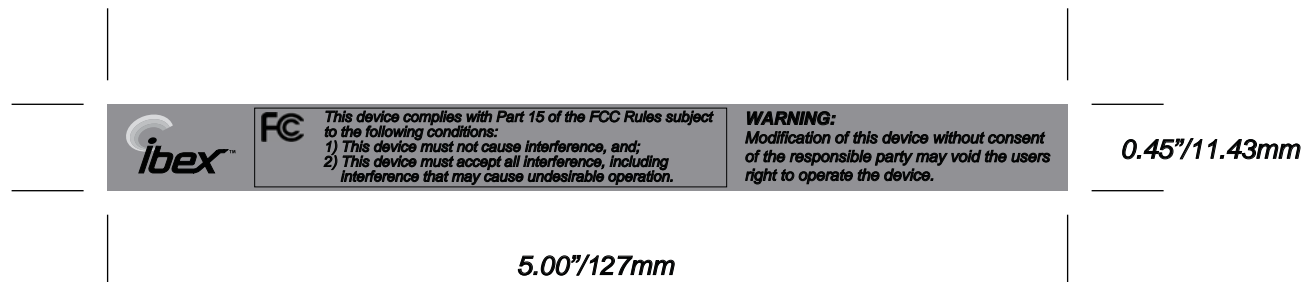 ibex™
FC
This device complies with Part 15 of the FCC Rules subject
to the following conditions:
1) This device must not cause interference, and;
2) This device must accept all interference, including
interference that may cause undesirable operation.
WARNING:
Modification of this device without consent
of the responsible party may void the users
right to operate the device.
0.45”/11.43mm
5.00”/127mm